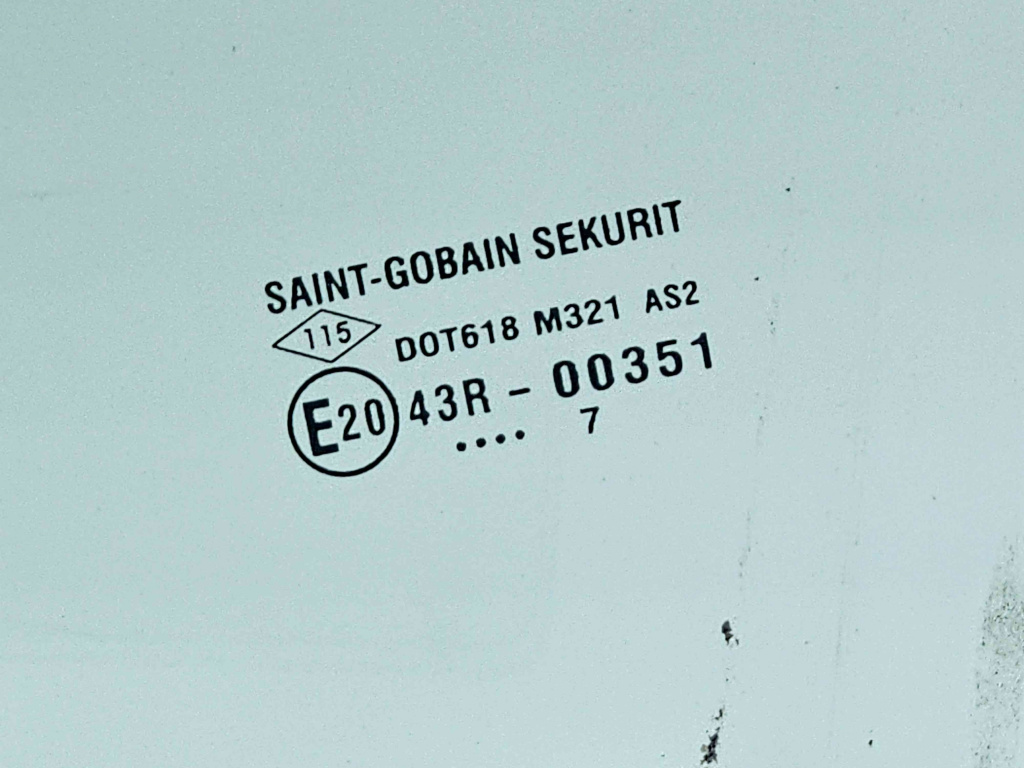 SAINT-GOBAIN SEKURIT
115 DOT618 M321 AS2
E20 43R - 00351
.... 7